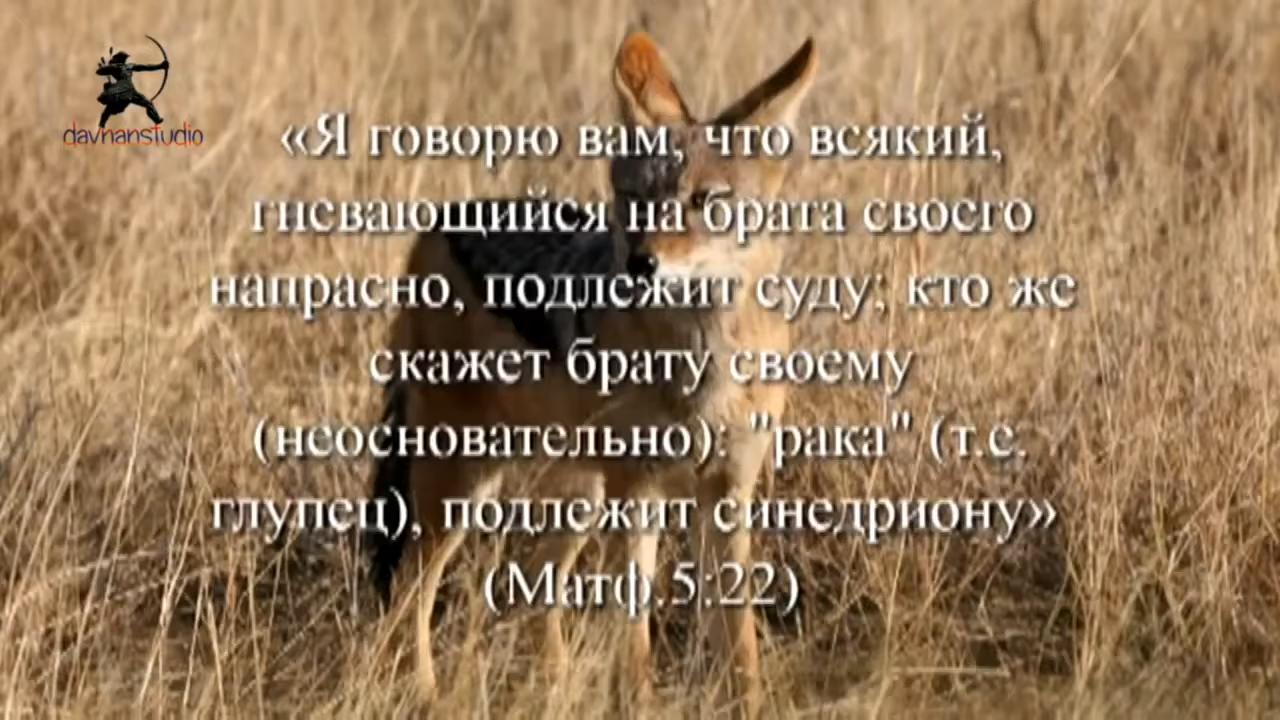 davnanstudio
«Я говорю вам, что всякий,
гневающийся на брата своего
напрасно, подлежит суду; кто же
скажет брату своему
(неосновательно): "рака" (т.е.
глупец), подлежит синедриону»
(Матф.5:22)